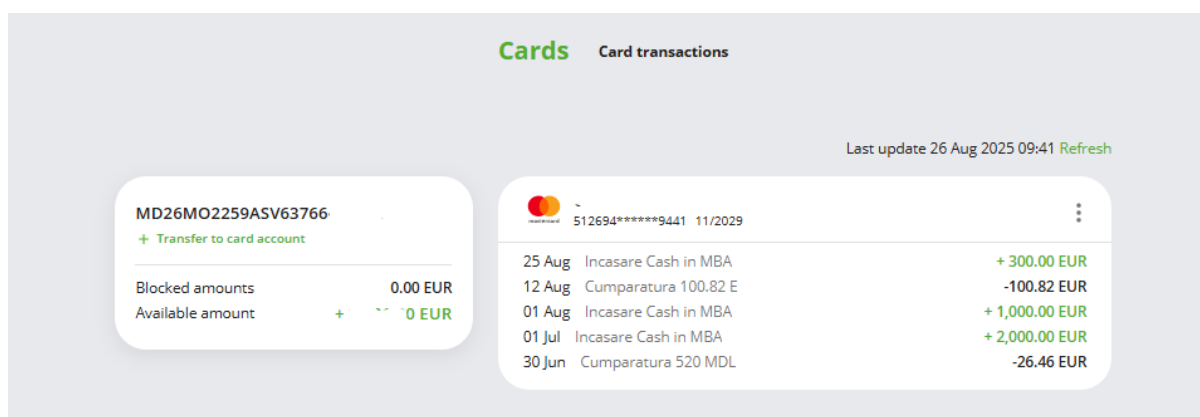 Cards Card transactions
Last update 26 Aug 2025 09:41 Refresh
MD26MO2259ASV63766
+ Transfer to card account
Blocked amounts 0.00 EUR
Available amount + 0 EUR
mastercard
512694******9441 11/2029
25 Aug Incasare Cash in MBA + 300.00 EUR
12 Aug Cumparatura 100.82 E -100.82 EUR
01 Aug Incasare Cash in MBA + 1,000.00 EUR
01 Jul Incasare Cash in MBA + 2,000.00 EUR
30 Jun Cumparatura 520 MDL -26.46 EUR